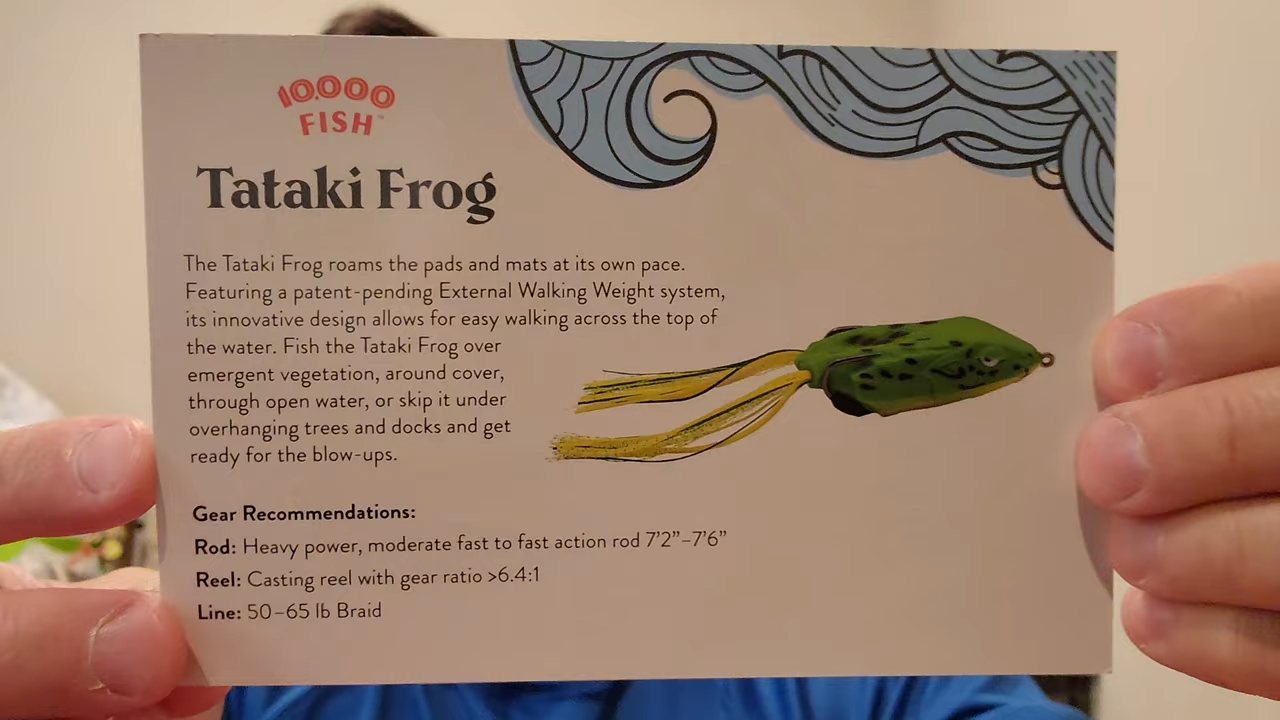 10,000
FISH™
Tataki Frog
The Tataki Frog roams the pads and mats at its own pace.
Featuring a patent-pending External Walking Weight system,
its innovative design allows for easy walking across the top of
the water. Fish the Tataki Frog over
emergent vegetation, around cover,
through open water, or skip it under
overhanging trees and docks and get
ready for the blow-ups.
Gear Recommendations:
Rod: Heavy power, moderate fast to fast action rod 7'2"–7'6"
Reel: Casting reel with gear ratio >6.4:1
Line: 50–65 lb Braid